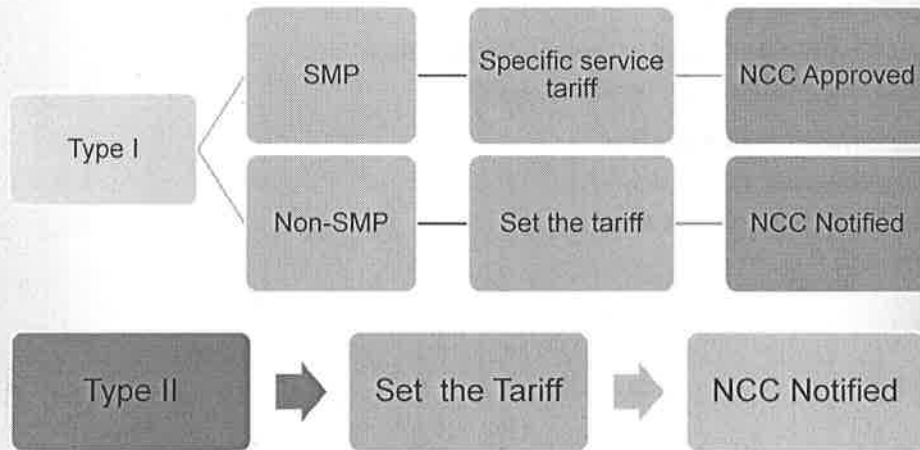 Type I
SMP
Specific service
tariff
NCC Approved
Non-SMP
Set the tariff
NCC Notified
Type II
Set the Tariff
NCC Notified